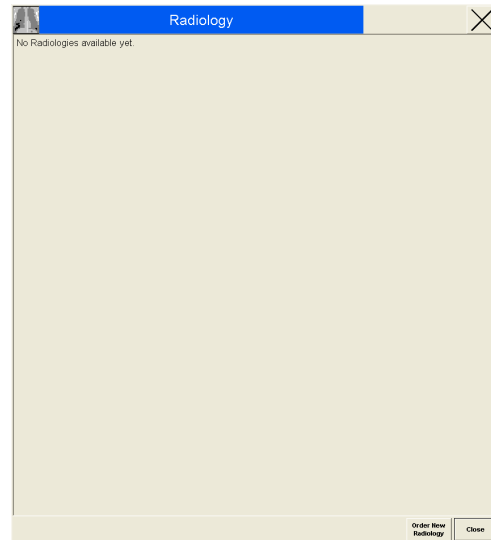 Radiology
No Radiologies available yet.
Order New
Radiology
Close